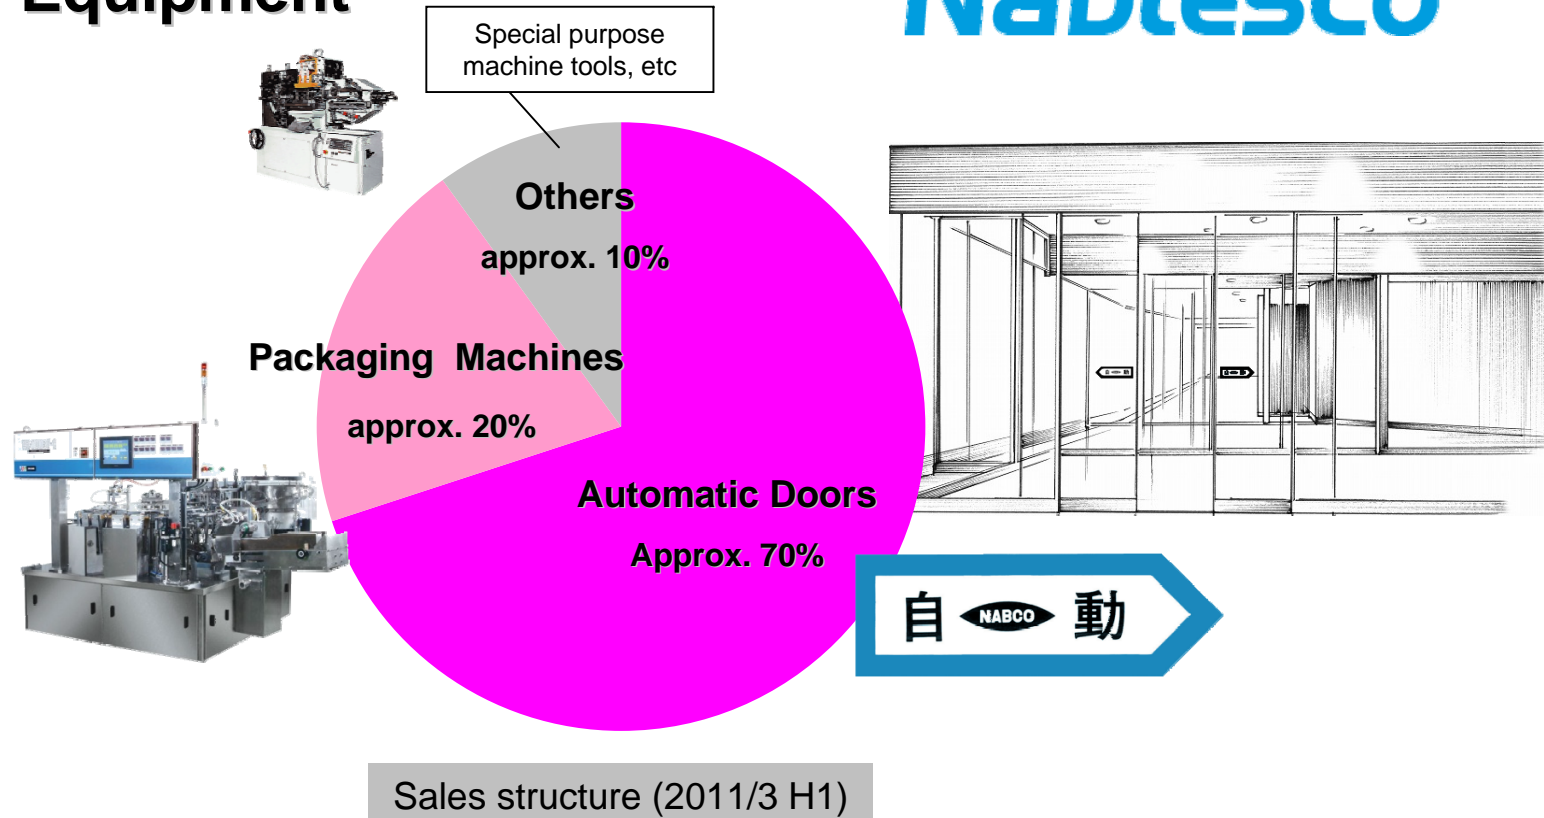 Equipment
Nabtesco
Special purpose
machine tools, etc
Others
approx. 10%
Packaging Machines
approx. 20%
Automatic Doors
Approx. 70%
自 NABCO 動
Sales structure (2011/3 H1)